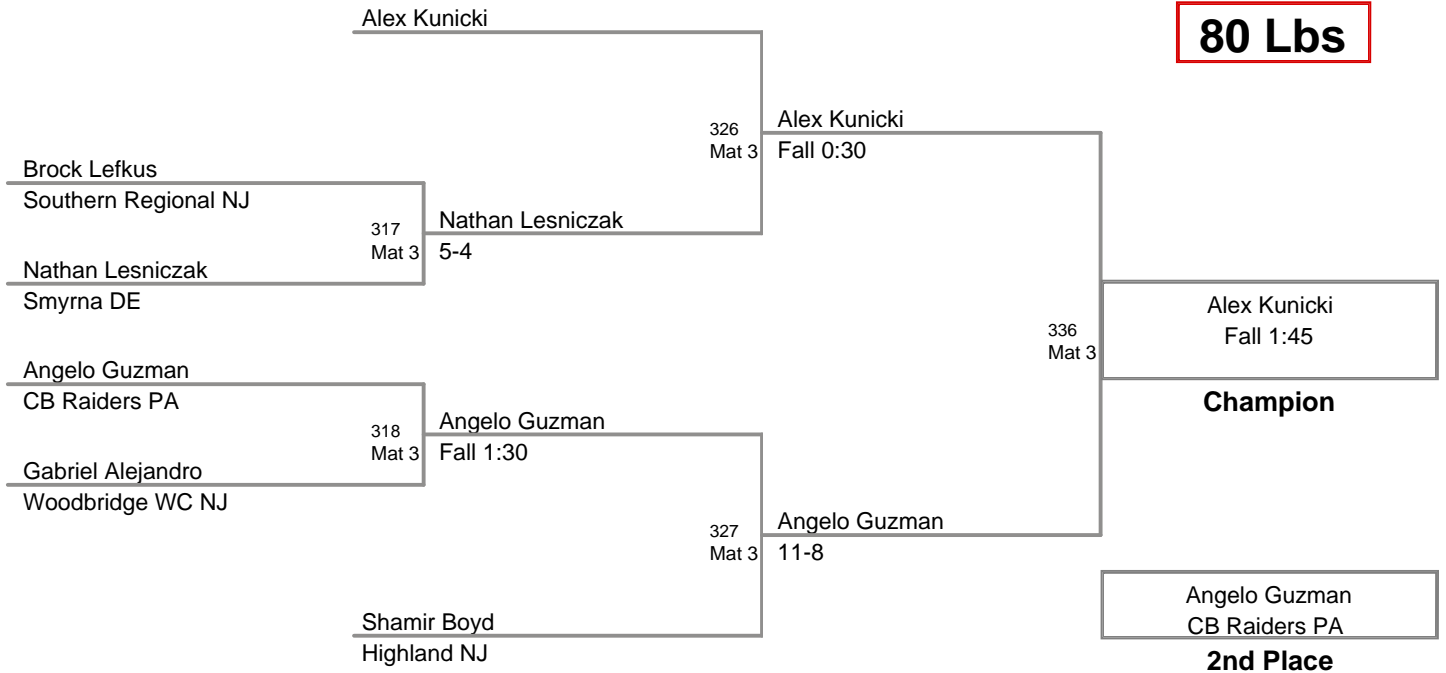 Alex Kunicki
80 Lbs
326
Mat 3
Alex Kunicki
Fall 0:30
Brock Lefkus
Southern Regional NJ
317
Mat 3
Nathan Lesniczak
5-4
Nathan Lesniczak
Smyrna DE
336
Mat 3
Alex Kunicki
Fall 1:45
Champion
Angelo Guzman
CB Raiders PA
318
Mat 3
Angelo Guzman
Fall 1:30
Gabriel Alejandro
Woodbridge WC NJ
327
Mat 3
Angelo Guzman
11-8
Shamir Boyd
Highland NJ
Angelo Guzman
CB Raiders PA
2nd Place